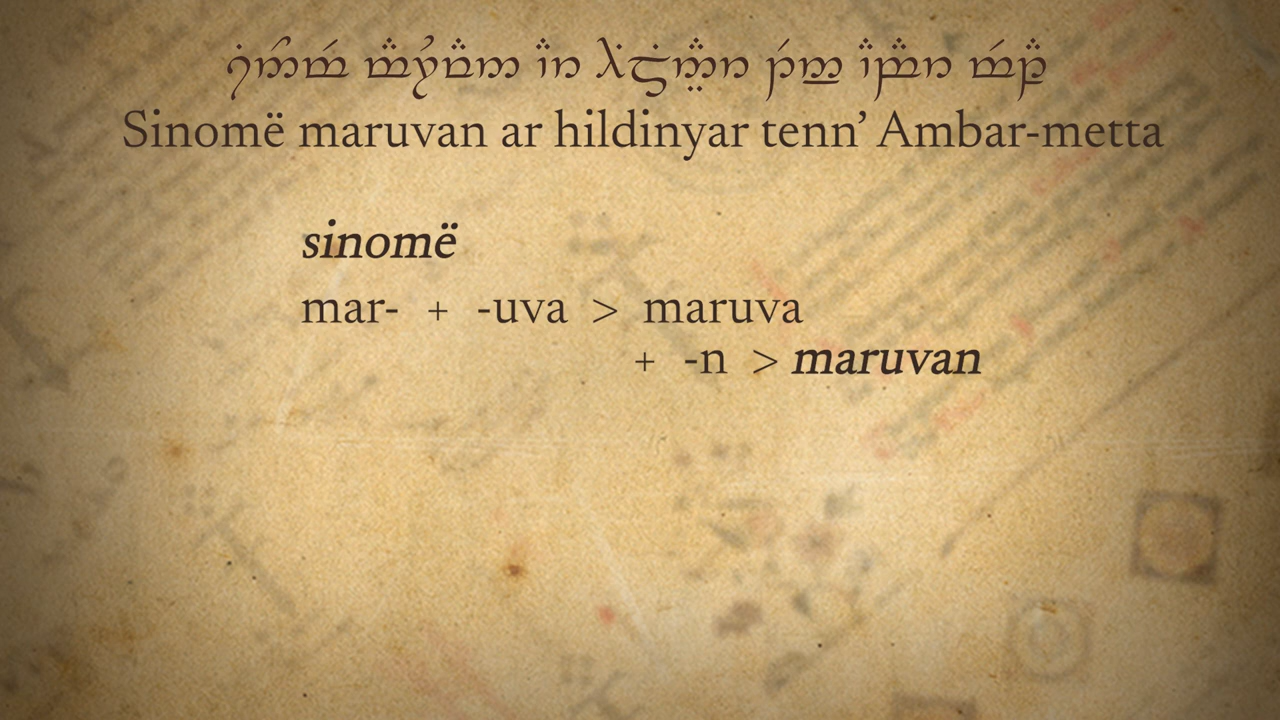 Sinomë maruvan ar hildinyar tenn’ Ambar-metta
sinomë
mar- + -uva > maruva
+ -n > maruvan